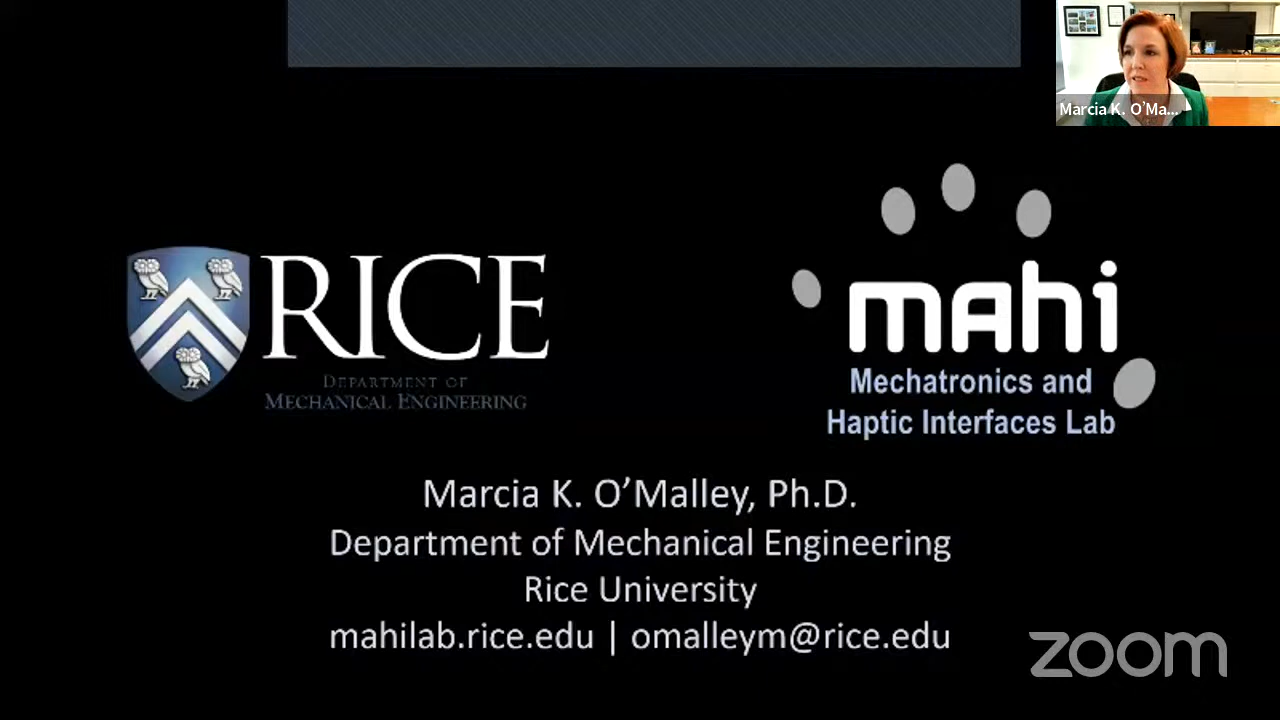 Marcia K. O’Ma...
RICE
DEPARTMENT OF
MECHANICAL ENGINEERING
mahi
Mechatronics and
Haptic Interfaces Lab
Marcia K. O’Malley, Ph.D.
Department of Mechanical Engineering
Rice University
mahilab.rice.edu | omalleym@rice.edu
zoom